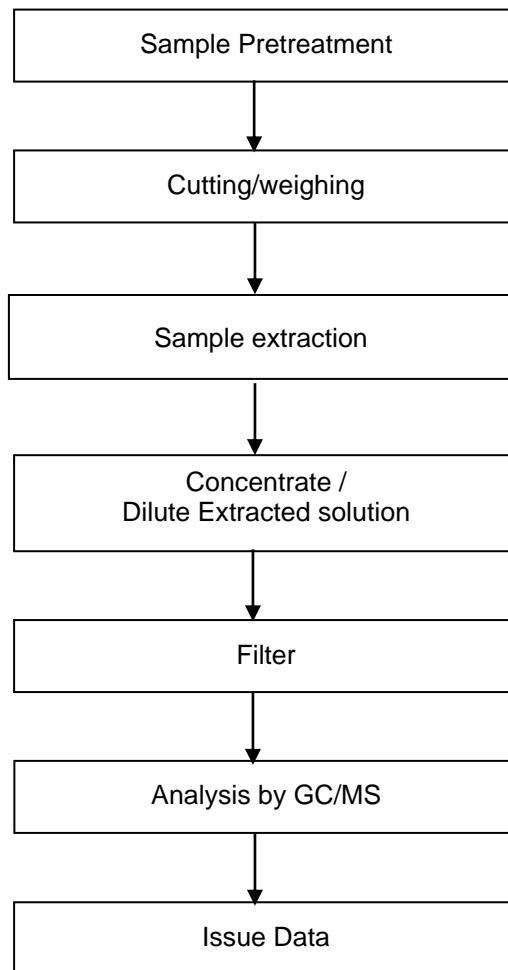 Sample Pretreatment
Cutting/weighing
Sample extraction
Concentrate /
Dilute Extracted solution
Filter
Analysis by GC/MS
Issue Data